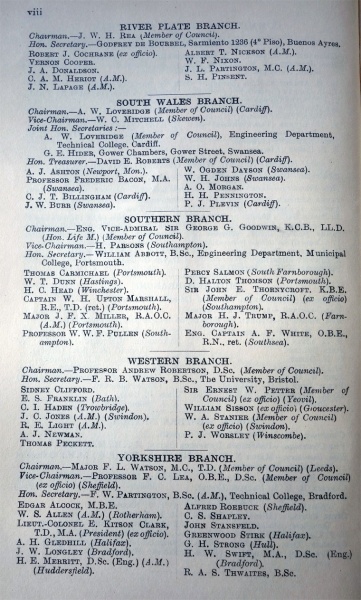 viii
RIVER PLATE BRANCH.
Chairman.—J. W. H. REA (Member of Council).
Hon. Secretary.—GODFREY DE BOURBEL, Sarmiento 1236 (4° Piso), Buenos Ayres.
ROBERT J. COCHRANE (ex officio).
VERNON COOPER.
J. A. DONALDSON.
C. A. M. HERIOT (A.M.).
J. N. LAPAGE (A.M.).
ALBERT T. NICKSON (A.M.).
W. F. NIXON.
J. L. PARTINGTON, M.C. (A.M.).
S. H. PINSENT.
SOUTH WALES BRANCH.
Chairman.—A. W. LOVERIDGE (Member of Council) (Cardiff).
Vice-Chairman.—W. C. MITCHELL (Skewen).
Joint Hon. Secretaries:—
A. W. LOVERIDGE (Member of Council), Engineering Department,
Technical College, Cardiff.
G. E. HIDER, Gower Chambers, Gower Street, Swansea.
Hon. Treasurer.—DAVID E. ROBERTS (Member of Council) (Cardiff).
A. J. ASHTON (Newport, Mon.).
PROFESSOR FREDERIC BACON, M.A.
(Swansea).
C. J. T. BILLINGHAM (Cardiff).
J. W. BURR (Swansea).
W. OGDEN DAYSON (Swansea).
W. H. JOHNS (Swansea).
A. O. MORGAN.
H. H. PENNINGTON.
P. J. PLEVIN (Cardiff).
SOUTHERN BRANCH.
Chairman.—ENG. VICE-ADMIRAL SIR GEORGE G. GOODWIN, K.C.B., LL.D.
(Hon. Life M.) (Member of Council).
Vice-Chairman.—H. PARSONS (Southampton).
Hon. Secretary.—WILLIAM ABBOTT, B.Sc., Engineering Department, Municipal
College, Portsmouth.
THOMAS CARMICHAEL (Portsmouth).
W. T. DUNN (Hastings).
H. C. HEAD (Winchester).
CAPTAIN W. H. UPTON MARSHALL,
R.E., T.D. (ret.) (Portsmouth).
MAJOR J. F. X. MILLER, R.A.O.C.
(A.M.) (Portsmouth).
PROFESSOR W. W. F. PULLEN (South-
ampton).
PERCY SALMON (South Farnborough).
D. HALTON THOMSON (Portsmouth).
SIR JOHN E. THORNYCROFT, K.B.E.
(Member of Council) (ex officio)
(Southampton).
MAJOR H. J. TRUMP, R.A.O.C. (Farn-
borough).
ENG. CAPTAIN A. F. WHITE, O.B.E.,
R.N., ret. (Southsea).
WESTERN BRANCH.
Chairman.—PROFESSOR ANDREW ROBERTSON, D.Sc. (Member of Council).
Hon. Secretary.—F. R. B. WATSON, B.Sc., The University, Bristol.
SIDNEY CLIFFORD.
E. S. FRANKLIN (Bath).
C. I. HADEN (Trowbridge).
J. C. JONES (A.M.) (Swindon).
R. E. LIGHT (A.M.)
A. J. NEWMAN.
THOMAS PECKETT.
SIR ERNEST W. PETTER (Member of
Council) (ex officio) (Yeovil).
WILLIAM SISSON (ex officio) (Gloucester).
W. A. STANIER (Member of Council)
(ex officio) (Swindon).
P. J. WORSLEY (Winscombe).
YORKSHIRE BRANCH.
Chairman.—MAJOR F. L. WATSON, M.C., T.D. (Member of Council) (Leeds).
Vice-Chairman.—PROFESSOR F. C. LEA, O.B.E., D.Sc. (Member of Council)
(ex officio) (Sheffield).
Hon. Secretary.—F. W. PARTINGTON, B.Sc. (A.M.), Technical College, Bradford.
EDGAR ALCOCK, M.B.E.
W. S. ALLEN (A.M.) (Rotherham).
LIEUT.-COLONEL E. KITSON CLARK,
T.D., M.A. (President) (ex officio).
A. H. GLEDHILL (Halifax).
J. W. LONGLEY (Bradford).
H. E. MERRITT, D.Sc. (Eng.) (A.M.)
(Huddersfield).
ALFRED ROEBUCK (Sheffield).
C. S. SHAPLEY.
JOHN STANSFELD.
GREENWOOD STIRK (Halifax).
G. H. STRONG (Hull).
H. W. SWIFT, M.A., D.Sc. (Eng.)
(Bradford).
R. A. S. THWAITES, B.Sc.